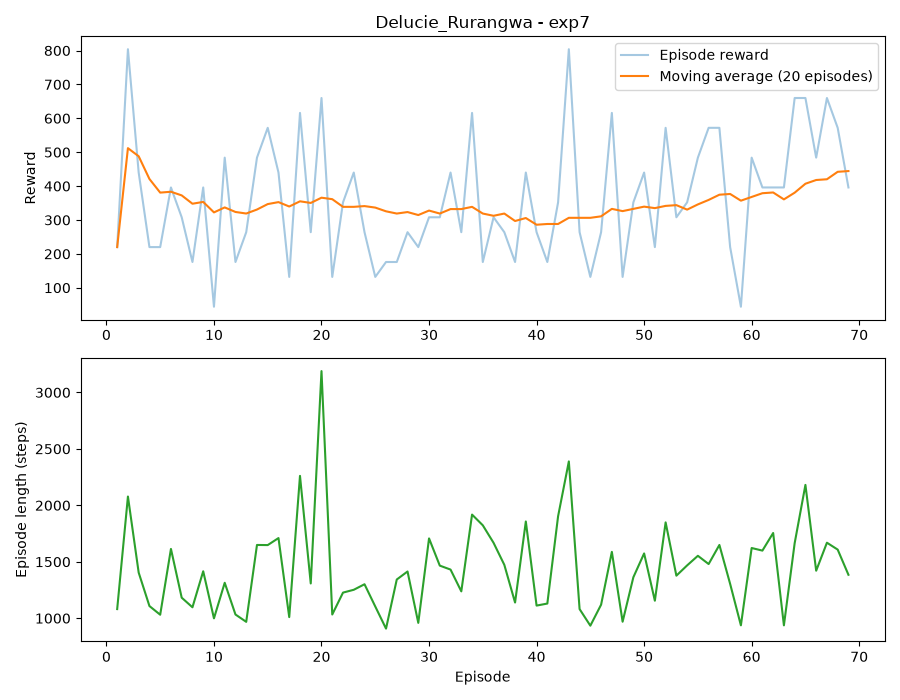 Delucie_Rurangwa - exp7
Episode reward
Moving average (20 episodes)
Reward
800
700
600
500
400
300
200
100
0 10 20 30 40 50 60 70
Episode length (steps)
3000
2500
2000
1500
1000
0 10 20 30 40 50 60 70
Episode